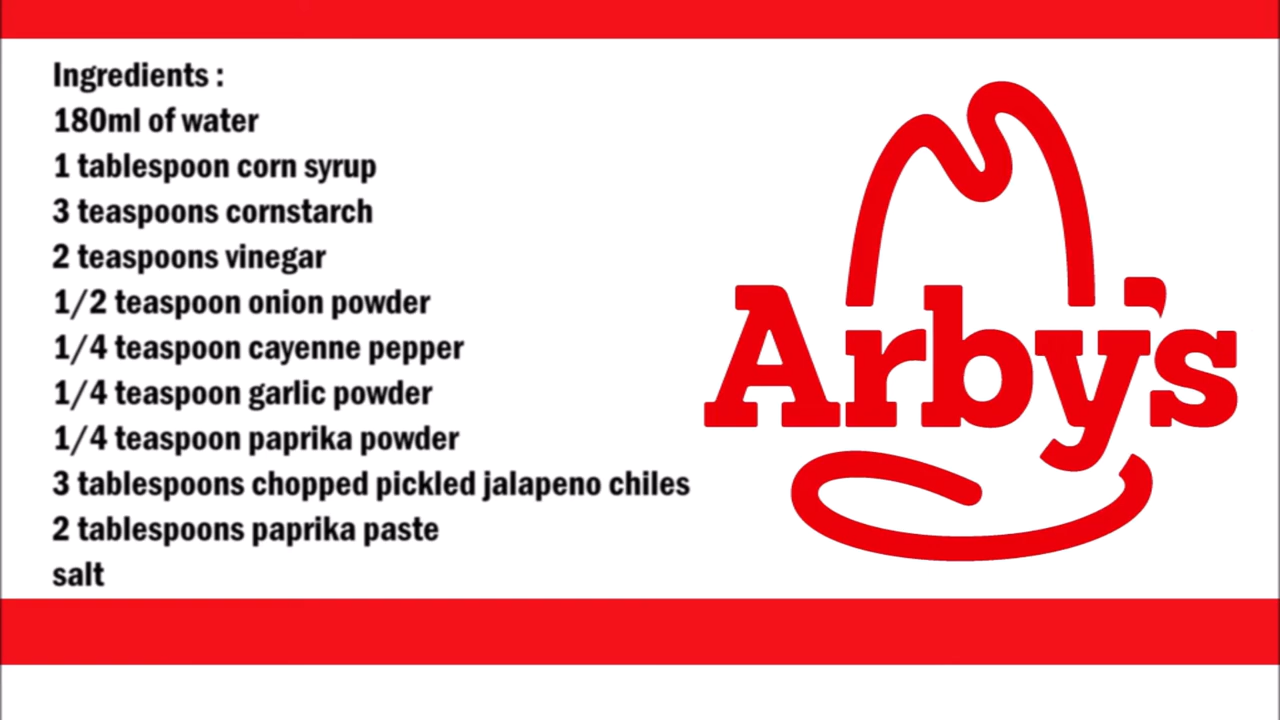 Ingredients :
180ml of water
1 tablespoon corn syrup
3 teaspoons cornstarch
2 teaspoons vinegar
1/2 teaspoon onion powder
1/4 teaspoon cayenne pepper
1/4 teaspoon garlic powder
1/4 teaspoon paprika powder
3 tablespoons chopped pickled jalapeno chiles
2 tablespoons paprika paste
salt
Arby's